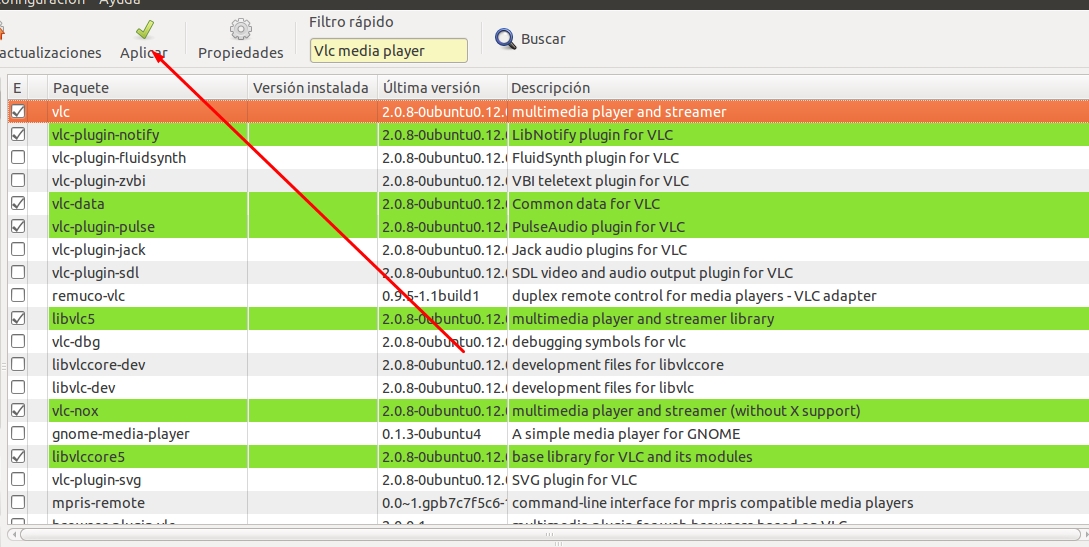 onfiguración Ayuda
Filtro rápido
actualizaciones Aplicar Propiedades Vlc media player Buscar
E Paquete Versión instalada Última versión Descripción
vlc 2.0.8-0ubuntu0.12. multimedia player and streamer
vlc-plugin-notify 2.0.8-0ubuntu0.12. LibNotify plugin for VLC
vlc-plugin-fluidsynth 2.0.8-0ubuntu0.12. FluidSynth plugin for VLC
vlc-plugin-zvbi 2.0.8-0ubuntu0.12. VBI teletext plugin for VLC
vlc-data 2.0.8-0ubuntu0.12. Common data for VLC
vlc-plugin-pulse 2.0.8-0ubuntu0.12. PulseAudio plugin for VLC
vlc-plugin-jack 2.0.8-0ubuntu0.12. Jack audio plugins for VLC
vlc-plugin-sdl 2.0.8-0ubuntu0.12. SDL video and audio output plugin for VLC
remuco-vlc 0.9.5-1.1build1 duplex remote control for media players - VLC adapter
libvlc5 2.0.8-0ubuntu0.12. multimedia player and streamer library
vlc-dbg 2.0.8-0ubuntu0.12. debugging symbols for vlc
libvlccore-dev 2.0.8-0ubuntu0.12. development files for libvlccore
libvlc-dev 2.0.8-0ubuntu0.12. development files for libvlc
vlc-nox 2.0.8-0ubuntu0.12. multimedia player and streamer (without X support)
gnome-media-player 0.1.3-0ubuntu4 A simple media player for GNOME
libvlccore5 2.0.8-0ubuntu0.12. base library for VLC and its modules
vlc-plugin-svg 2.0.8-0ubuntu0.12. SVG plugin for VLC
mpris-remote 0.0~1.gpb7c7f5c6- command-line interface for mpris compatible media players